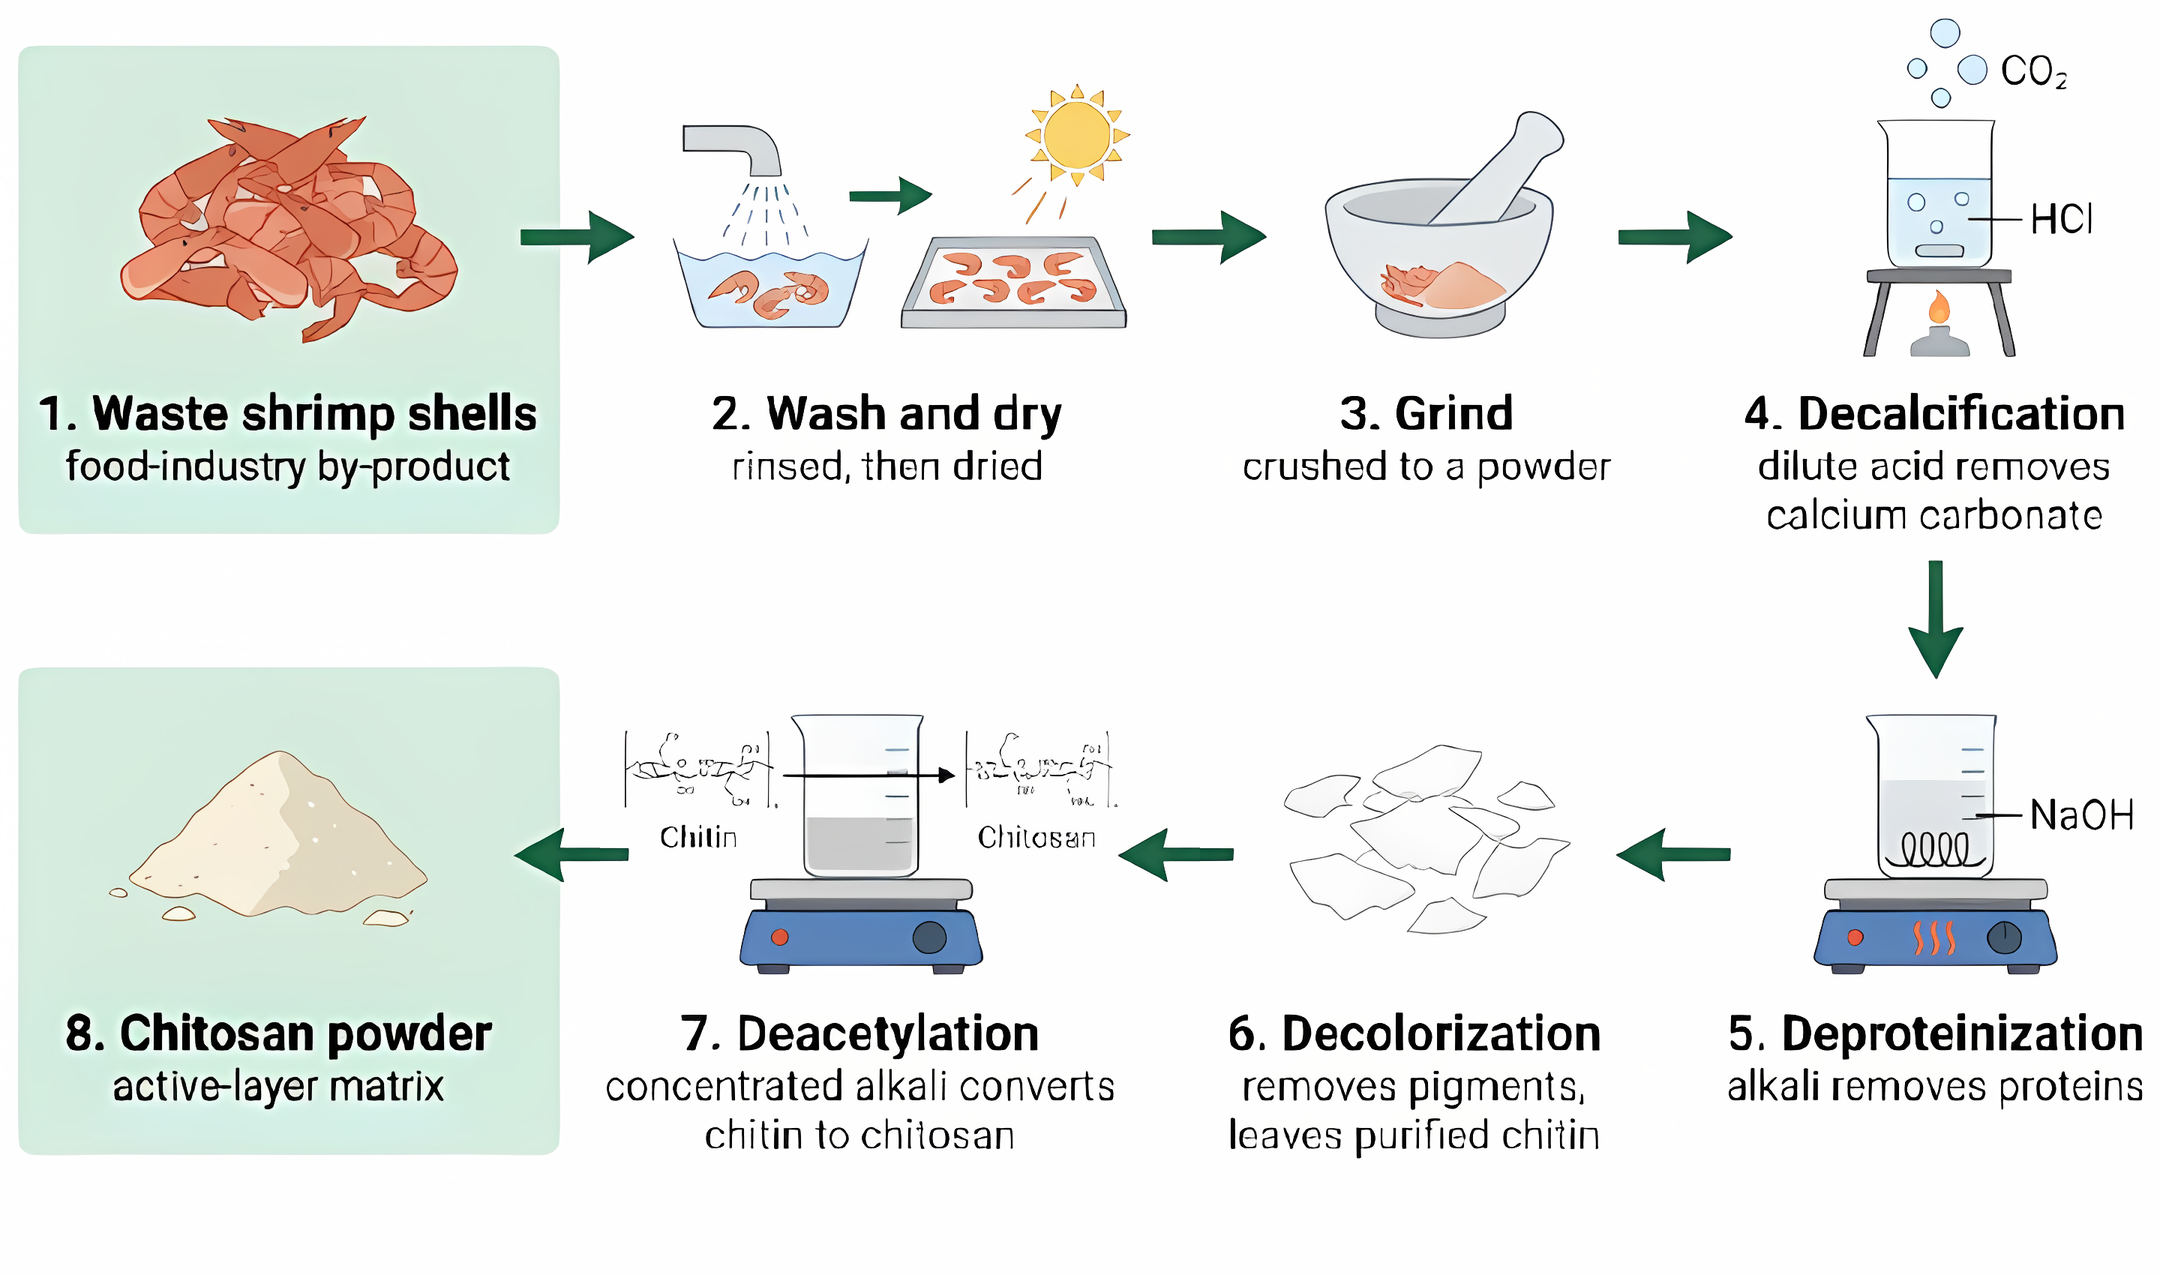 CO₂
HCl
1. Waste shrimp shells
food-industry by-product
2. Wash and dry
rinsed, then dried
3. Grind
crushed to a powder
4. Decalcification
dilute acid removes
calcium carbonate
8. Chitosan powder
active-layer matrix
Chitin
Chitosan
7. Deacetylation
concentrated alkali converts
chitin to chitosan
6. Decolorization
removes pigments,
leaves purified chitin
NaOH
5. Deproteinization
alkali removes proteins